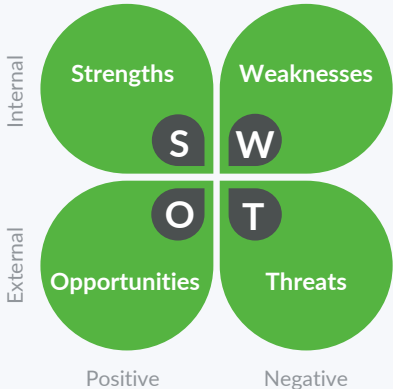 Internal
Strengths
Weaknesses
S
W
External
O
T
Opportunities
Threats
Positive
Negative